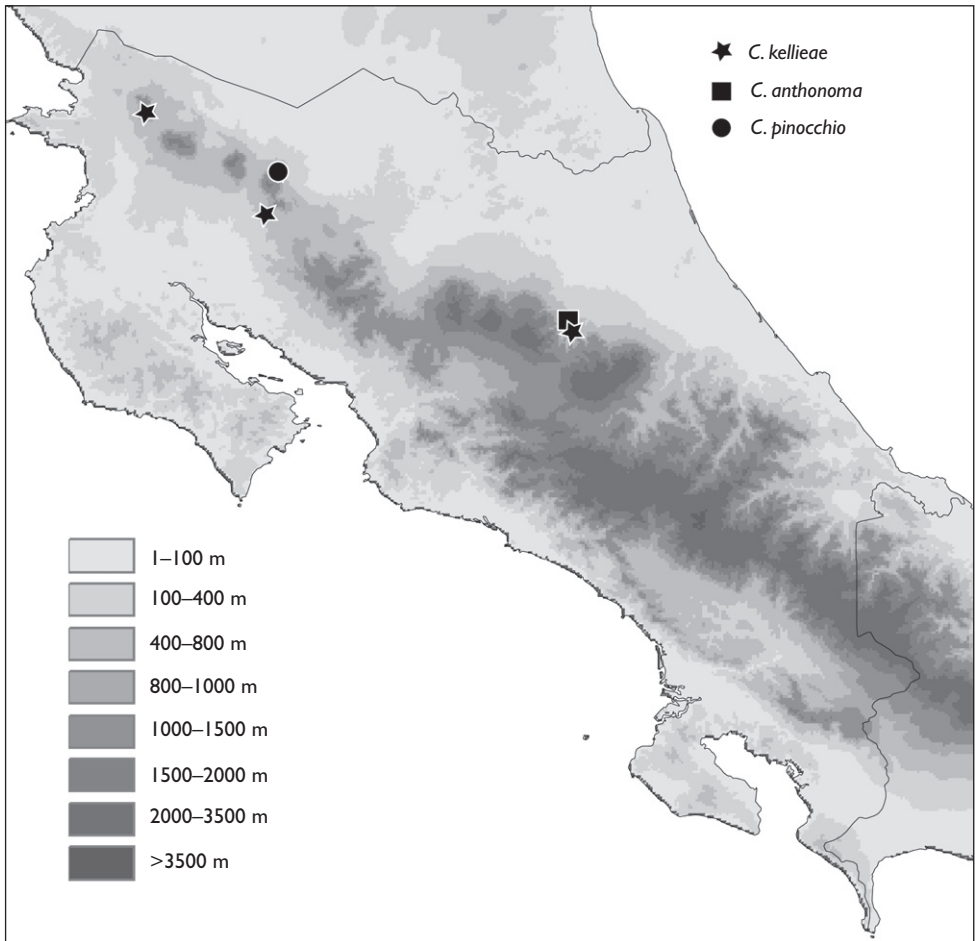 C. kellieae
C. anthonoma
C. pinocchio
1–100 m
100–400 m
400–800 m
800–1000 m
1000–1500 m
1500–2000 m
2000–3500 m
>3500 m